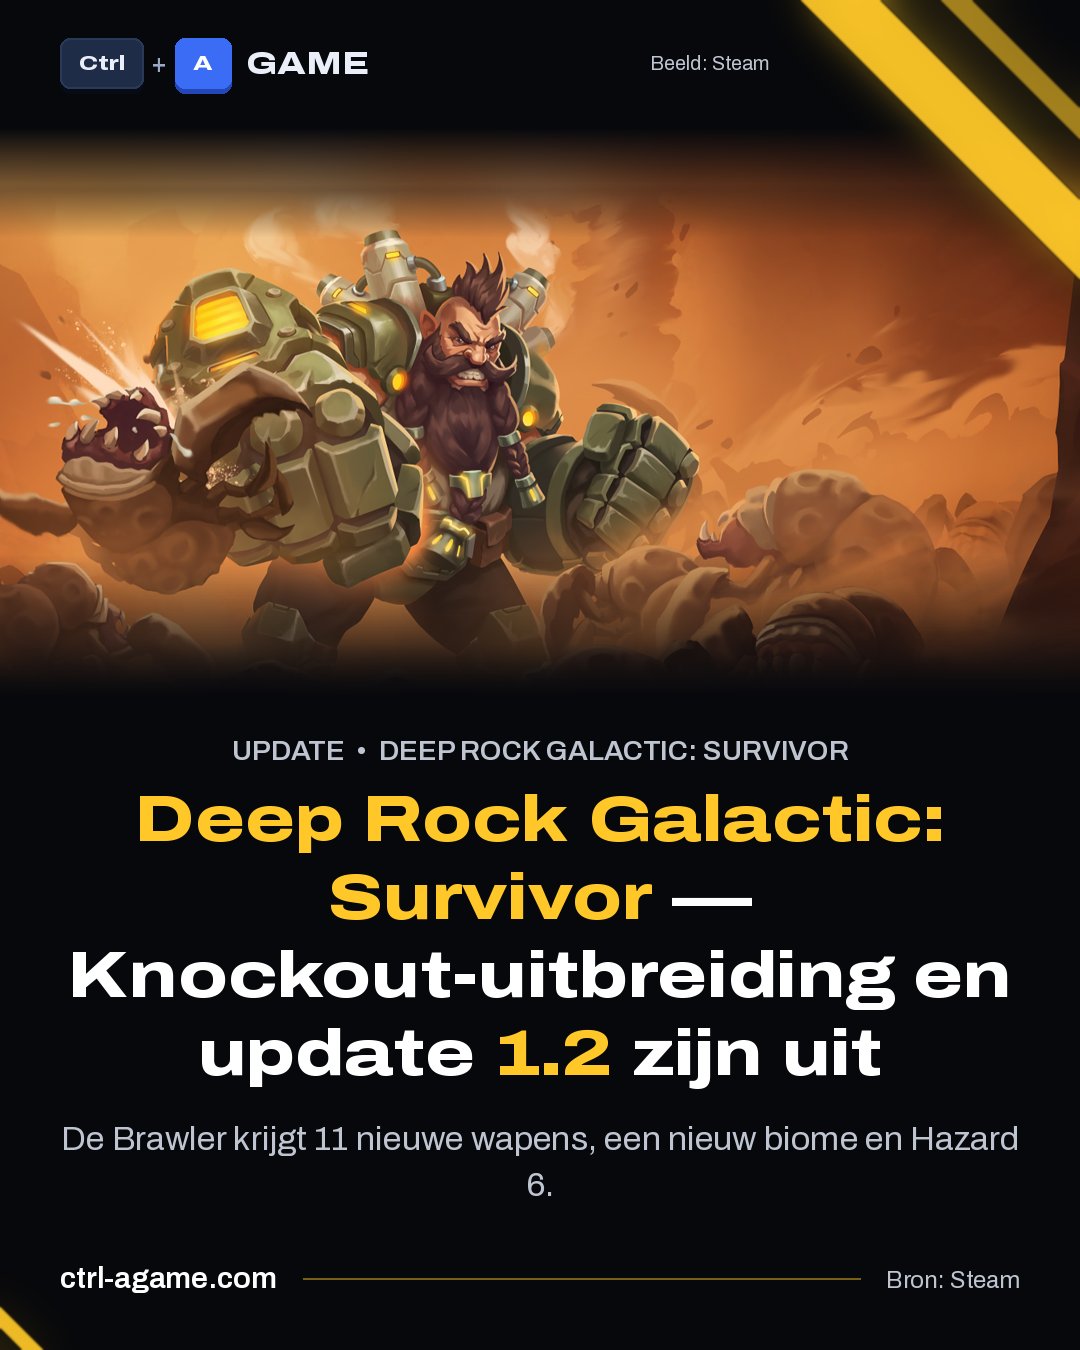 Ctrl + A GAME
Beeld: Steam
UPDATE • DEEP ROCK GALACTIC: SURVIVOR
Deep Rock Galactic:
Survivor —
Knockout-uitbreiding en
update 1.2 zijn uit
De Brawler krijgt 11 nieuwe wapens, een nieuw biome en Hazard
6.
ctrl-agame.com
Bron: Steam